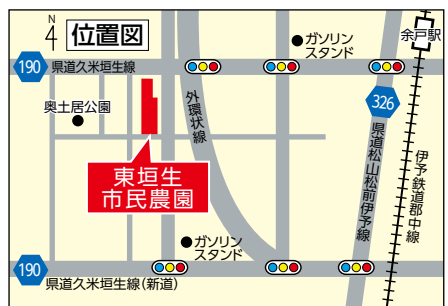 N
4
位置図
ガソリン
スタンド
余戸駅
190
県道久米垣生線
326
奥土居公園
外環状線
県道松山松前伊予線
伊予鉄道郡中線
東垣生
市民農園
ガソリン
スタンド
190
県道久米垣生線(新道)